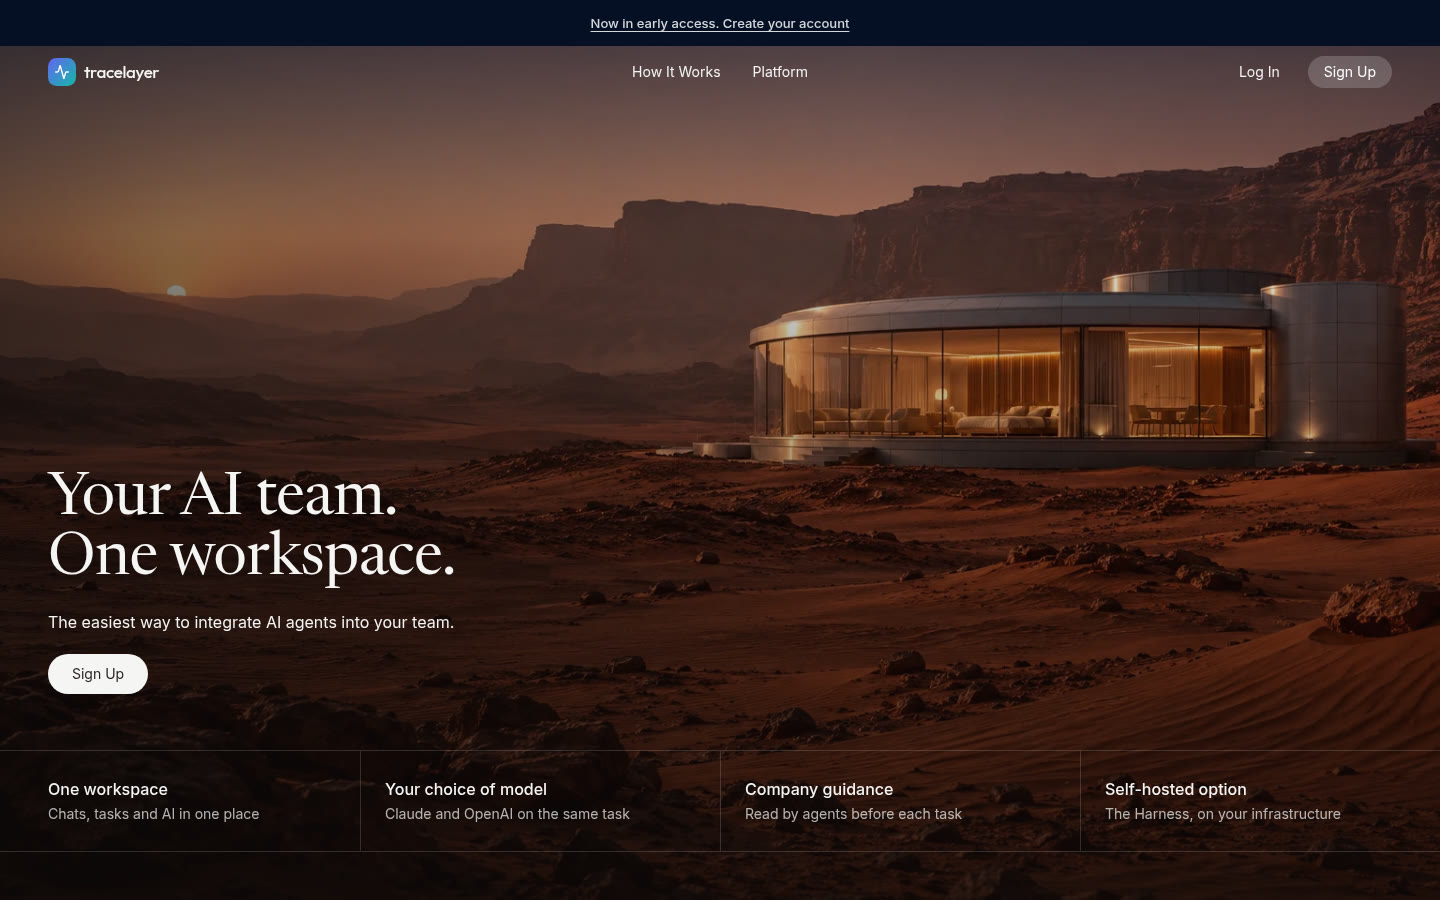 Now in early access. Create your account
tracelayer
How It Works
Platform
Log In
Sign Up
Your AI team.
One workspace.
The easiest way to integrate AI agents into your team.
Sign Up
One workspace
Chats, tasks and AI in one place
Your choice of model
Claude and OpenAI on the same task
Company guidance
Read by agents before each task
Self-hosted option
The Harness, on your infrastructure